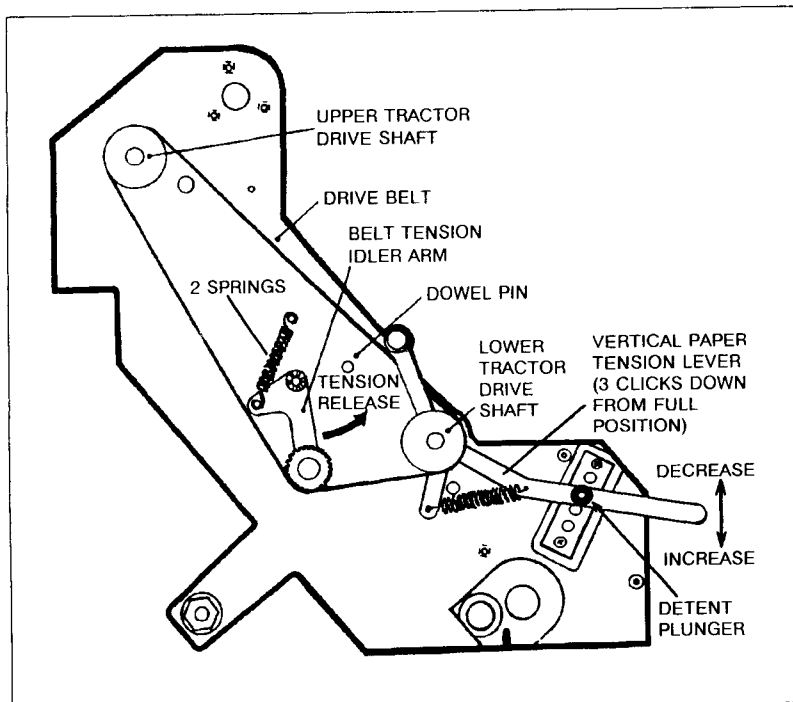 UPPER TRACTOR
DRIVE SHAFT
DRIVE BELT
BELT TENSION
IDLER ARM
2 SPRINGS
DOWEL PIN
TENSION
RELEASE
LOWER
TRACTOR
DRIVE
SHAFT
VERTICAL PAPER
TENSION LEVER
(3 CLICKS DOWN
FROM FULL
POSITION)
DECREASE
INCREASE
DETENT
PLUNGER